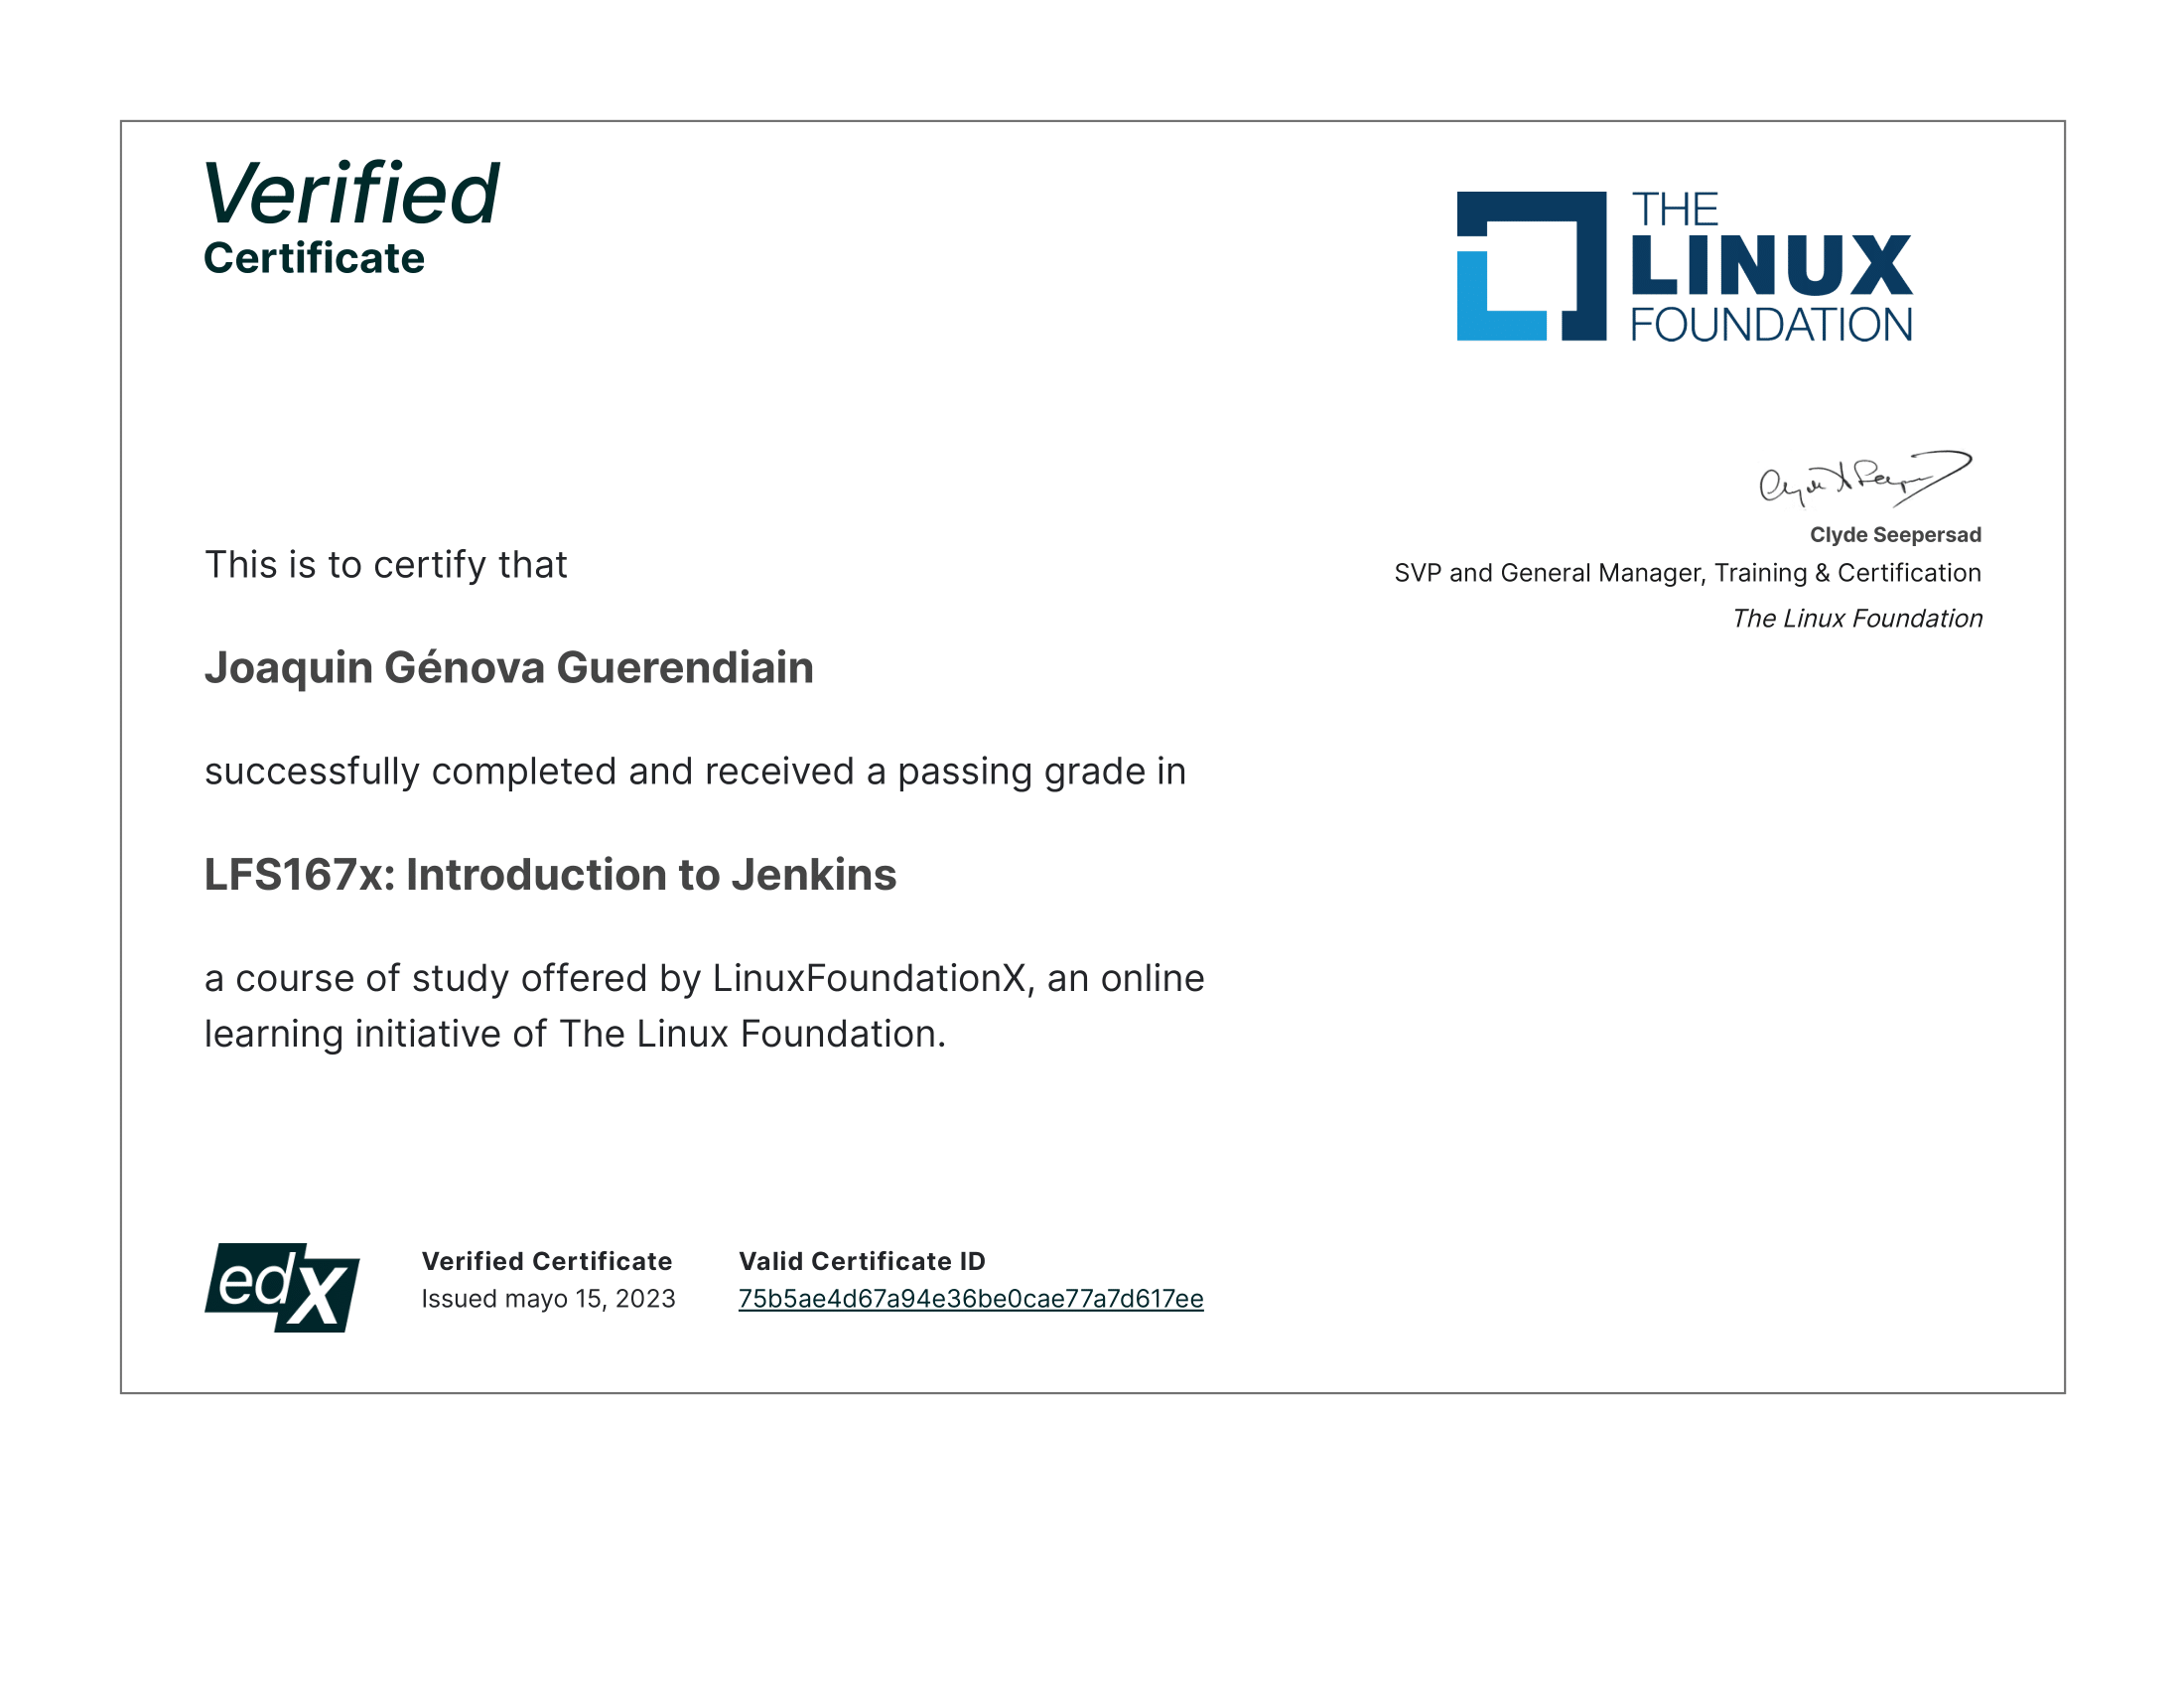 Verified
Certificate
THE
LINUX
FOUNDATION
Clyde Seepersad
SVP and General Manager, Training & Certification
The Linux Foundation
This is to certify that
Joaquin Génova Guerendiain
successfully completed and received a passing grade in
LFS167x: Introduction to Jenkins
a course of study offered by LinuxFoundationX, an online
learning initiative of The Linux Foundation.
edX
Verified Certificate
Issued mayo 15, 2023
Valid Certificate ID
75b5ae4d67a94e36be0cae77a7d617ee